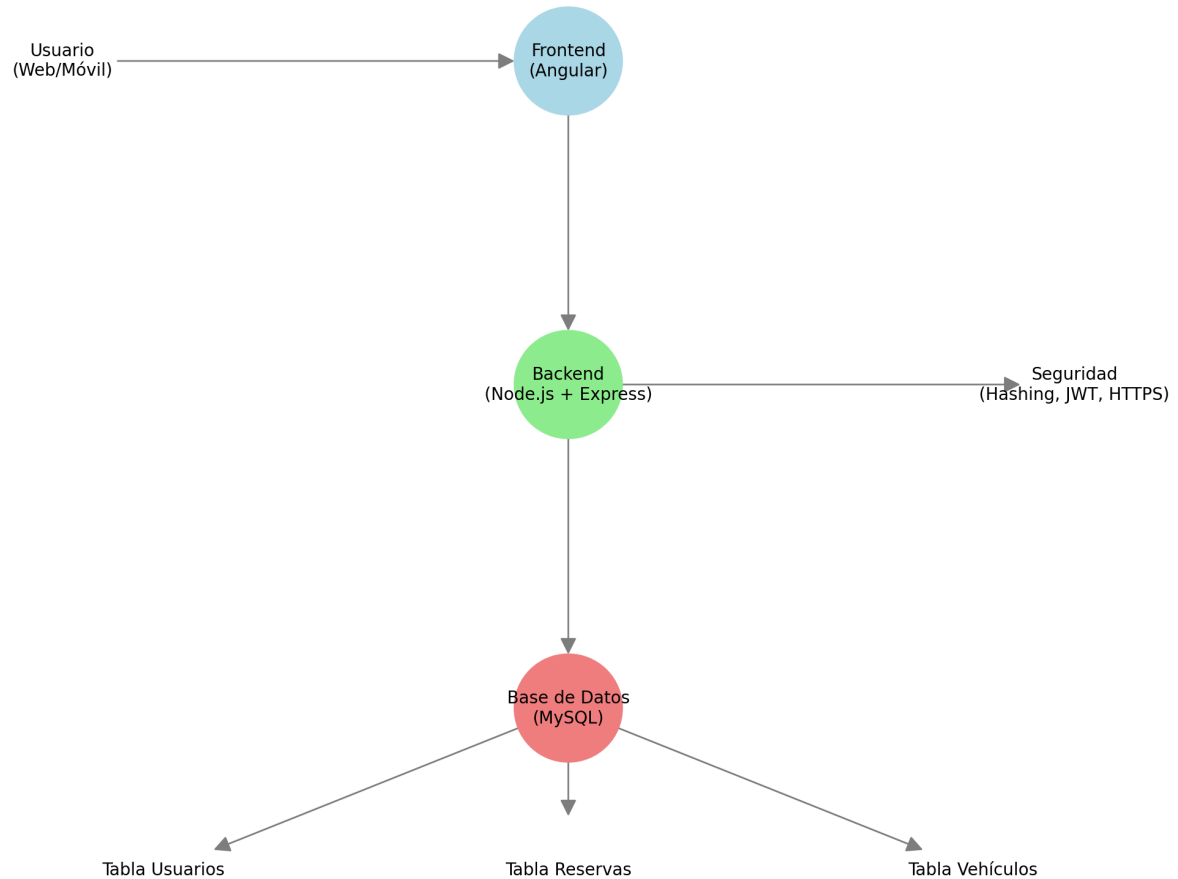 Usuario
(Web/Móvil)
Frontend
(Angular)
Backend
(Node.js + Express)
Seguridad
(Hashing, JWT, HTTPS)
Base de Datos
(MySQL)
Tabla Usuarios
Tabla Reservas
Tabla Vehículos